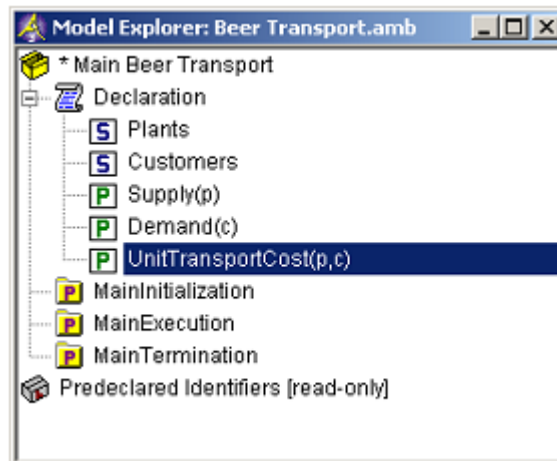 Model Explorer: Beer Transport.amb
* Main Beer Transport
Declaration
S Plants
S Customers
P Supply(p)
P Demand(c)
P UnitTransportCost(p,c)
P MainInitialization
P MainExecution
P MainTermination
Predeclared Identifiers [read-only]